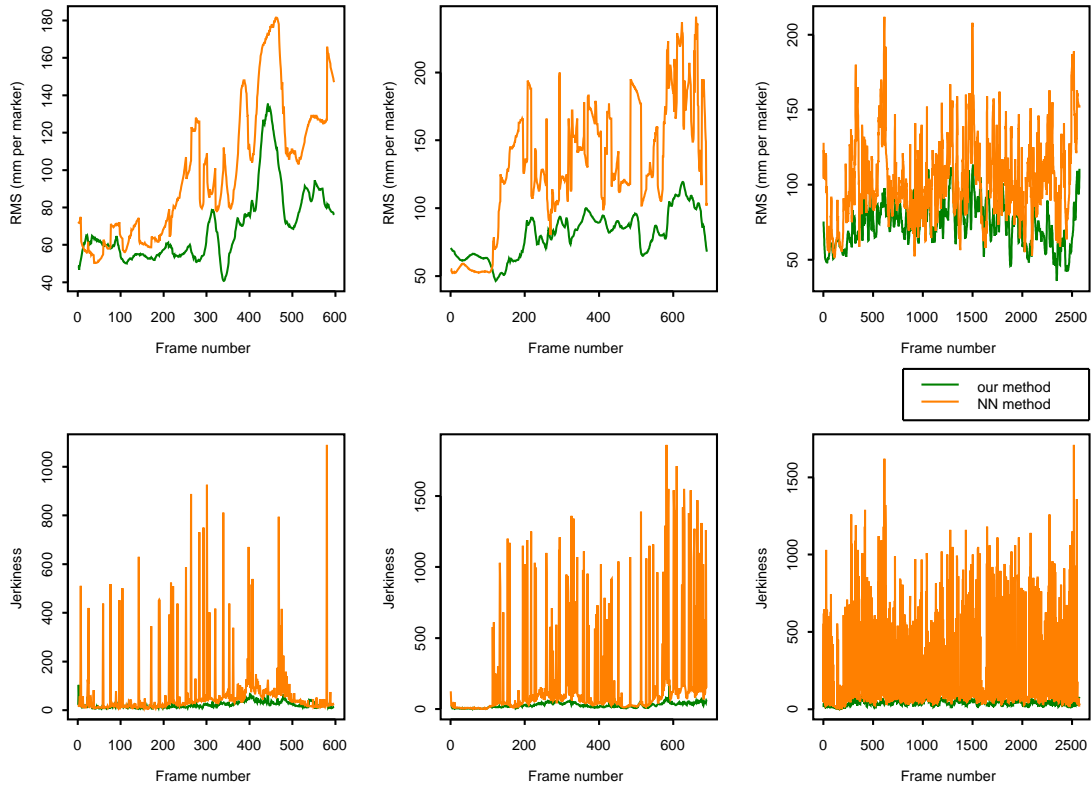 RMS (mm per marker)
40 60 80 100 120 140 160 180
0 100 200 300 400 500 600
Frame number
RMS (mm per marker)
50 100 150 200
0 200 400 600
Frame number
RMS (mm per marker)
50 100 150 200
0 500 1000 1500 2000 2500
Frame number
our method
NN method
Jerkiness
0 200 400 600 800 1000
0 100 200 300 400 500 600
Frame number
Jerkiness
0 500 1000 1500
0 200 400 600
Frame number
Jerkiness
0 500 1000 1500
0 500 1000 1500 2000 2500
Frame number